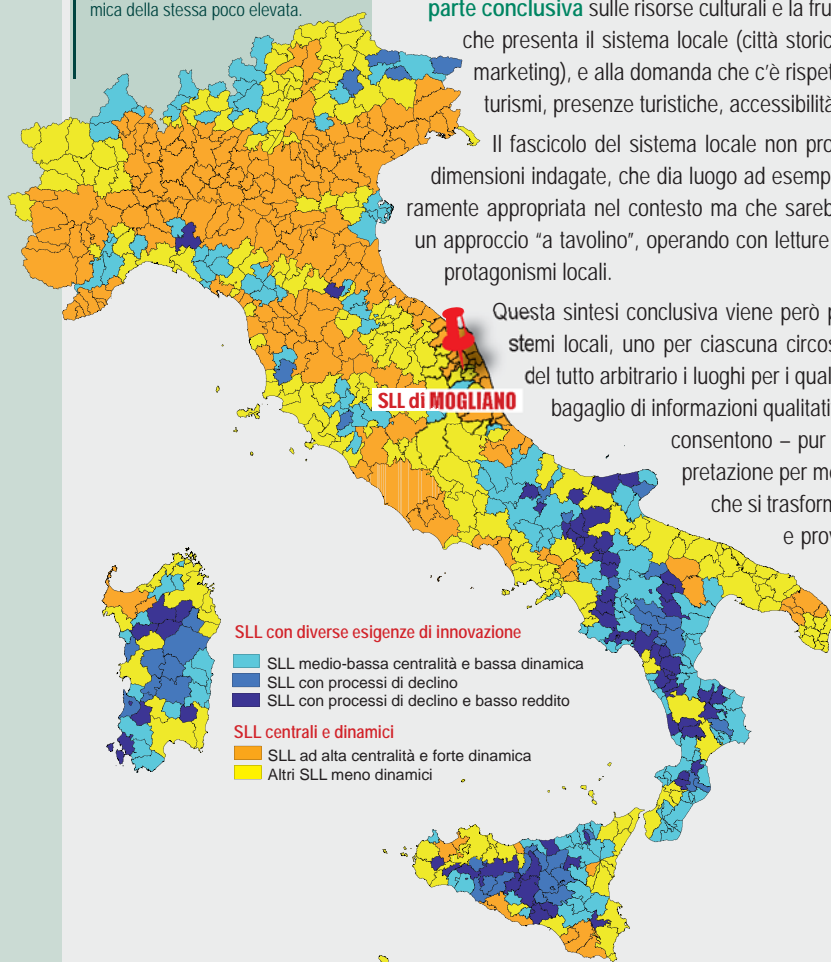 mica della stessa poco elevata.
parte conclusiva sulle risorse culturali e la fru
che presenta il sistema locale (città storic
marketing), e alla domanda che c'è rispet
turismi, presenze turistiche, accessibilità
Il fascicolo del sistema locale non pro
dimensioni indagate, che dia luogo ad esemp
ramente appropriata nel contesto ma che sareb
un approccio "a tavolino", operando con letture
protagonismi locali.
Questa sintesi conclusiva viene però p
stemi locali, uno per ciascuna circos
del tutto arbitrario i luoghi per i qual
SLL di MOGLIANO
bagaglio di informazioni qualitati
consentono – pur
pretazione per me
che si trasforn
e prov
SLL con diverse esigenze di innovazione
SLL medio-bassa centralità e bassa dinamica
SLL con processi di declino
SLL con processi di declino e basso reddito
SLL centrali e dinamici
SLL ad alta centralità e forte dinamica
Altri SLL meno dinamici